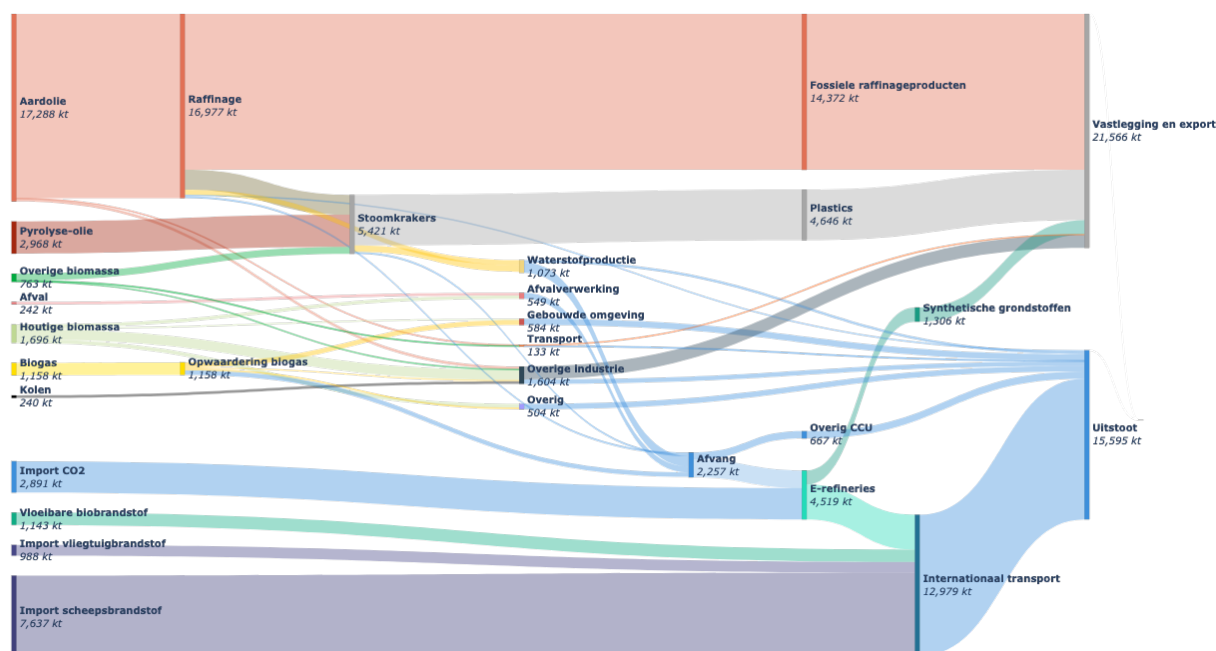 Aardolie
17,288 kt
Raffinage
16,977 kt
Fossiele raffinageproducten
14,372 kt
Vastlegging en export
21,566 kt
Pyrolyse-olie
2,968 kt
Stoomkrakers
5,421 kt
Plastics
4,646 kt
Overige biomassa
763 kt
Afval
242 kt
Houtige biomassa
1,696 kt
Biogas
1,158 kt
Kolen
240 kt
Opwaardering biogas
1,158 kt
Waterstofproductie
1,073 kt
Afvalverwerking
549 kt
Gebouwde omgeving
584 kt
Transport
133 kt
Overige industrie
1,604 kt
Overig
504 kt
Synthetische grondstoffen
1,306 kt
Overig CCU
667 kt
Uitstoot
15,595 kt
Import CO2
2,891 kt
Afvang
2,257 kt
E-refineries
4,519 kt
Vloeibare biobrandstof
1,143 kt
Import vliegtuigbrandstof
988 kt
Import scheepsbrandstof
7,637 kt
Internationaal transport
12,979 kt